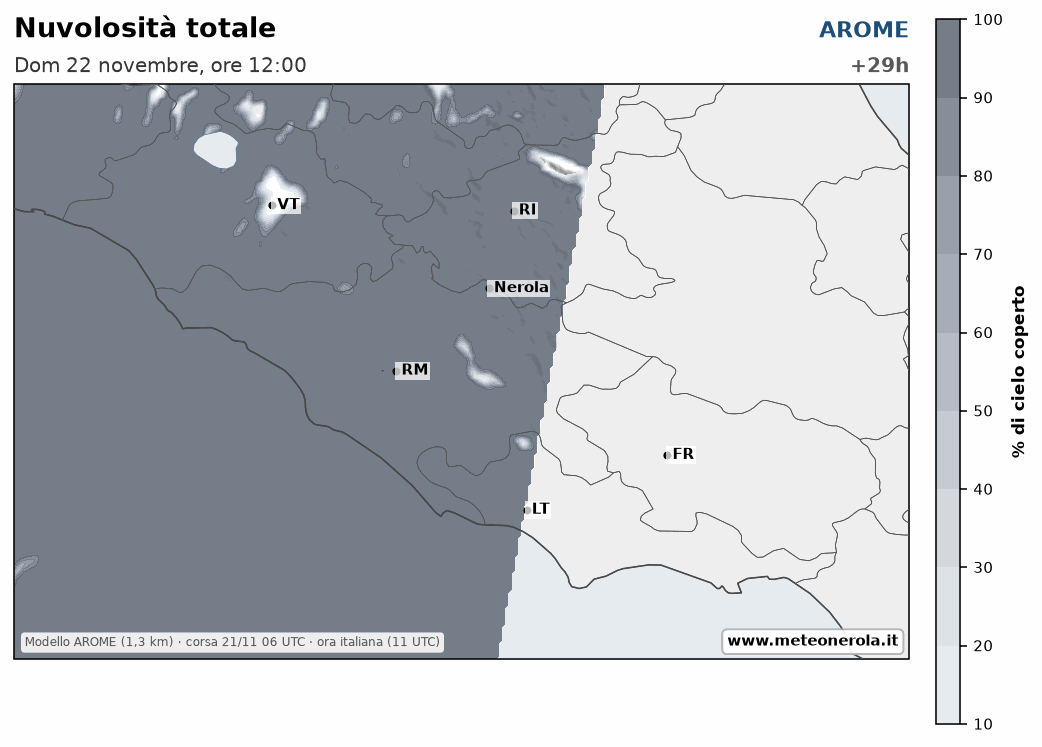 Nuvolosità totale
AROME
Dom 22 novembre, ore 12:00
+29h
100
90
80
70
60
50
40
30
20
10
% di cielo coperto
VT
RI
Nerola
RM
FR
LT
Modello AROME (1,3 km) · corsa 21/11 06 UTC · ora italiana (11 UTC)
www.meteonerola.it